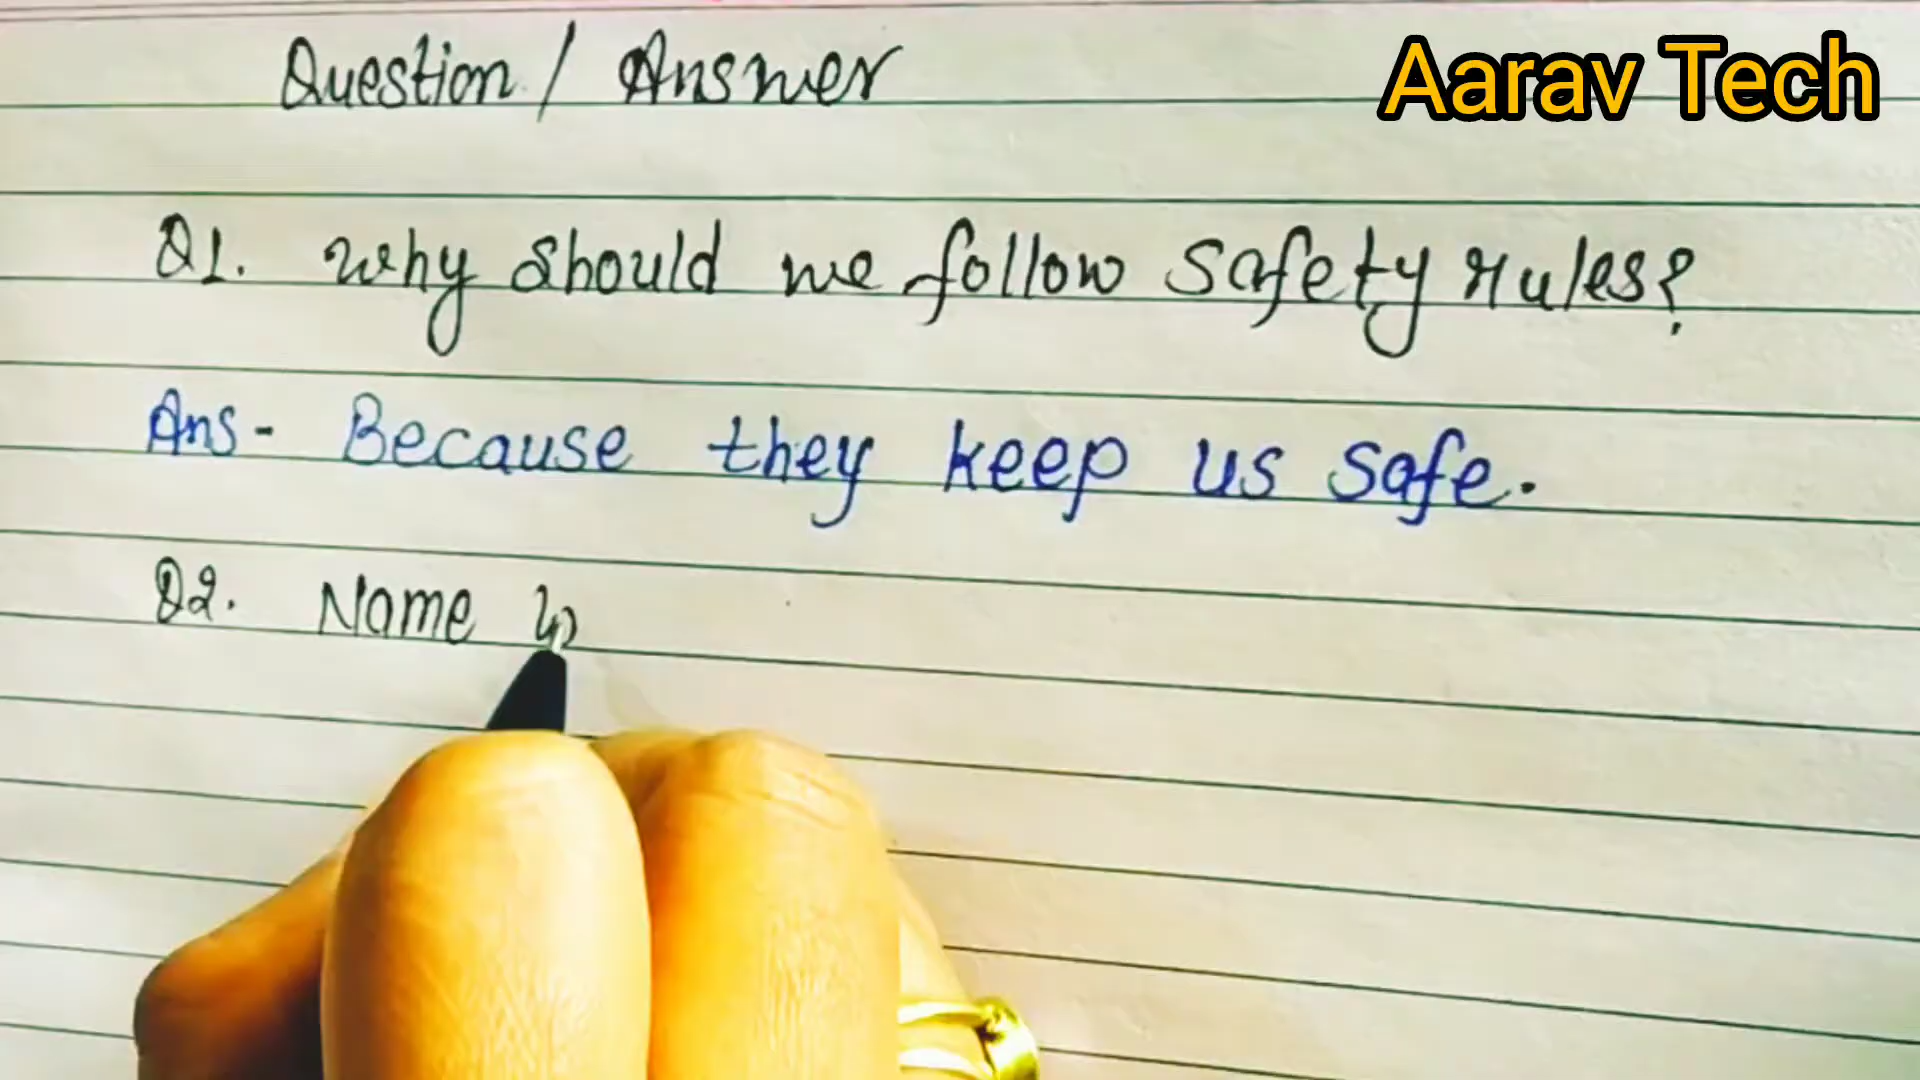 Question / Answer
Aarav Tech
Q1. Why should we follow safety rules?
Ans- Because they keep us safe.
Q2. Name